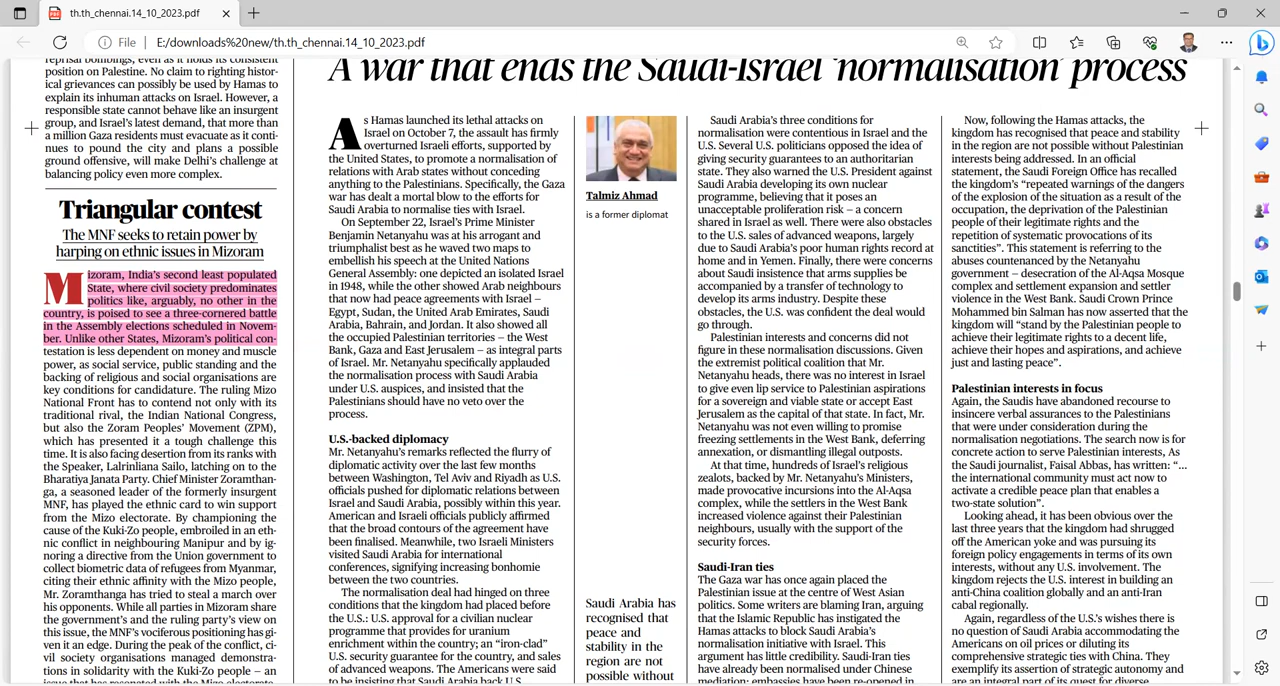 th.th_chennai.14_10_2023.pdf
File
E:/downloads%20new/th.th_chennai.14_10_2023.pdf
reprisal bombings, even as it holds its consistent
position on Palestine. No claim to righting histor-
ical grievances can possibly be used by Hamas to
explain its inhuman attacks on Israel. However, a
responsible state cannot behave like an insurgent
group, and Israel's latest demand, that more than
a million Gaza residents must evacuate as it conti-
nues to pound the city and plans a possible
ground offensive, will make Delhi's challenge at
balancing policy even more complex.
Triangular contest
The MNF seeks to retain power by
harping on ethnic issues in Mizoram
Mizoram, India's second least populated
State, where civil society predominates
politics like, arguably, no other in the
country, is poised to see a three-cornered battle
in the Assembly elections scheduled in Novem-
ber. Unlike other States, Mizoram's political con-
testation is less dependent on money and muscle
power, as social service, public standing and the
backing of religious and social organisations are
key conditions for candidature. The ruling Mizo
National Front has to contend not only with its
traditional rival, the Indian National Congress,
but also the Zoram Peoples' Movement (ZPM),
which has presented it a tough challenge this
time. It is also facing desertion from its ranks with
the Speaker, Lalrinliana Sailo, latching on to the
Bharatiya Janata Party. Chief Minister Zoramthan-
ga, a seasoned leader of the formerly insurgent
MNF, has played the ethnic card to win support
from the Mizo electorate. By championing the
cause of the Kuki-Zo people, embroiled in an eth-
nic conflict in neighbouring Manipur and by ig-
noring a directive from the Union government to
collect biometric data of refugees from Myanmar,
citing their ethnic affinity with the Mizo people,
Mr. Zoramthanga has tried to steal a march over
his opponents. While all parties in Mizoram share
the government's and the ruling party's view on
this issue, the MNF's vociferous positioning has gi-
ven it an edge. During the peak of the conflict, ci-
vil society organisations managed demonstra-
tions in solidarity with the Kuki-Zo people – an
issue that has resonated with the Mizo electorate
A war that ends the Saudi-Israel 'normalisation' process
As Hamas launched its lethal attacks on
Israel on October 7, the assault has firmly
overturned Israeli efforts, supported by
the United States, to promote a normalisation of
relations with Arab states without conceding
anything to the Palestinians. Specifically, the Gaza
war has dealt a mortal blow to the efforts for
Saudi Arabia to normalise ties with Israel.
On September 22, Israel's Prime Minister
Benjamin Netanyahu was at his arrogant and
triumphalist best as he waved two maps to
embellish his speech at the United Nations
General Assembly: one depicted an isolated Israel
in 1948, while the other showed Arab neighbours
that now had peace agreements with Israel –
Egypt, Sudan, the United Arab Emirates, Saudi
Arabia, Bahrain, and Jordan. It also showed all
the occupied Palestinian territories – the West
Bank, Gaza and East Jerusalem – as integral parts
of Israel. Mr. Netanyahu specifically applauded
the normalisation process with Saudi Arabia
under U.S. auspices, and insisted that the
Palestinians should have no veto over the
process.
U.S.-backed diplomacy
Mr. Netanyahu's remarks reflected the flurry of
diplomatic activity over the last few months
between Washington, Tel Aviv and Riyadh as U.S.
officials pushed for diplomatic relations between
Israel and Saudi Arabia, possibly within this year.
American and Israeli officials publicly affirmed
that the broad contours of the agreement have
been finalised. Meanwhile, two Israeli Ministers
visited Saudi Arabia for international
conferences, signifying increasing bonhomie
between the two countries.
The normalisation deal had hinged on three
conditions that the kingdom had placed before
the U.S.: U.S. approval for a civilian nuclear
programme that provides for uranium
enrichment within the country; an "iron-clad"
U.S. security guarantee for the country, and sales
of advanced weapons. The Americans were said
to be insisting that Saudi Arabia back U.S.
Talmiz Ahmad
is a former diplomat
Saudi Arabia has
recognised that
peace and
stability in the
region are not
possible without
Saudi Arabia's three conditions for
normalisation were contentious in Israel and the
U.S. Several U.S. politicians opposed the idea of
giving security guarantees to an authoritarian
state. They also warned the U.S. President against
Saudi Arabia developing its own nuclear
programme, believing that it poses an
unacceptable proliferation risk – a concern
shared in Israel as well. There were also obstacles
to the U.S. sales of advanced weapons, largely
due to Saudi Arabia's poor human rights record at
home and in Yemen. Finally, there were concerns
about Saudi insistence that arms supplies be
accompanied by a transfer of technology to
develop its arms industry. Despite these
obstacles, the U.S. was confident the deal would
go through.
Palestinian interests and concerns did not
figure in these normalisation discussions. Given
the extremist political coalition that Mr.
Netanyahu heads, there was no interest in Israel
to give even lip service to Palestinian aspirations
for a sovereign and viable state or accept East
Jerusalem as the capital of that state. In fact, Mr.
Netanyahu was not even willing to promise
freezing settlements in the West Bank, deferring
annexation, or dismantling illegal outposts.
At that time, hundreds of Israel's religious
zealots, backed by Mr. Netanyahu's Ministers,
made provocative incursions into the Al-Aqsa
complex, while the settlers in the West Bank
increased violence against their Palestinian
neighbours, usually with the support of the
security forces.
Saudi-Iran ties
The Gaza war has once again placed the
Palestinian issue at the centre of West Asian
politics. Some writers are blaming Iran, arguing
that the Islamic Republic has instigated the
Hamas attacks to block Saudi Arabia's
normalisation initiative with Israel. This
argument has little credibility. Saudi-Iran ties
have already been normalised under Chinese
mediation; embassies have been re-opened in
Now, following the Hamas attacks, the
kingdom has recognised that peace and stability
in the region are not possible without Palestinian
interests being addressed. In an official
statement, the Saudi Foreign Office has recalled
the kingdom's "repeated warnings of the dangers
of the explosion of the situation as a result of the
occupation, the deprivation of the Palestinian
people of their legitimate rights and the
repetition of systematic provocations of its
sanctities". This statement is referring to the
abuses countenanced by the Netanyahu
government – desecration of the Al-Aqsa Mosque
complex and settlement expansion and settler
violence in the West Bank. Saudi Crown Prince
Mohammed bin Salman has now asserted that the
kingdom will "stand by the Palestinian people to
achieve their legitimate rights to a decent life,
achieve their hopes and aspirations, and achieve
just and lasting peace".
Palestinian interests in focus
Again, the Saudis have abandoned recourse to
insincere verbal assurances to the Palestinians
that were under consideration during the
normalisation negotiations. The search now is for
concrete action to serve Palestinian interests, As
the Saudi journalist, Faisal Abbas, has written: "...
the international community must act now to
activate a credible peace plan that enables a
two-state solution".
Looking ahead, it has been obvious over the
last three years that the kingdom had shrugged
off the American yoke and was pursuing its
foreign policy engagements in terms of its own
interests, without any U.S. involvement. The
kingdom rejects the U.S. interest in building an
anti-China coalition globally and an anti-Iran
cabal regionally.
Again, regardless of the U.S.'s wishes there is
no question of Saudi Arabia accommodating the
Americans on oil prices or diluting its
comprehensive strategic ties with China. They
exemplify the assertion of strategic autonomy and
are an integral part of its quest for diverse